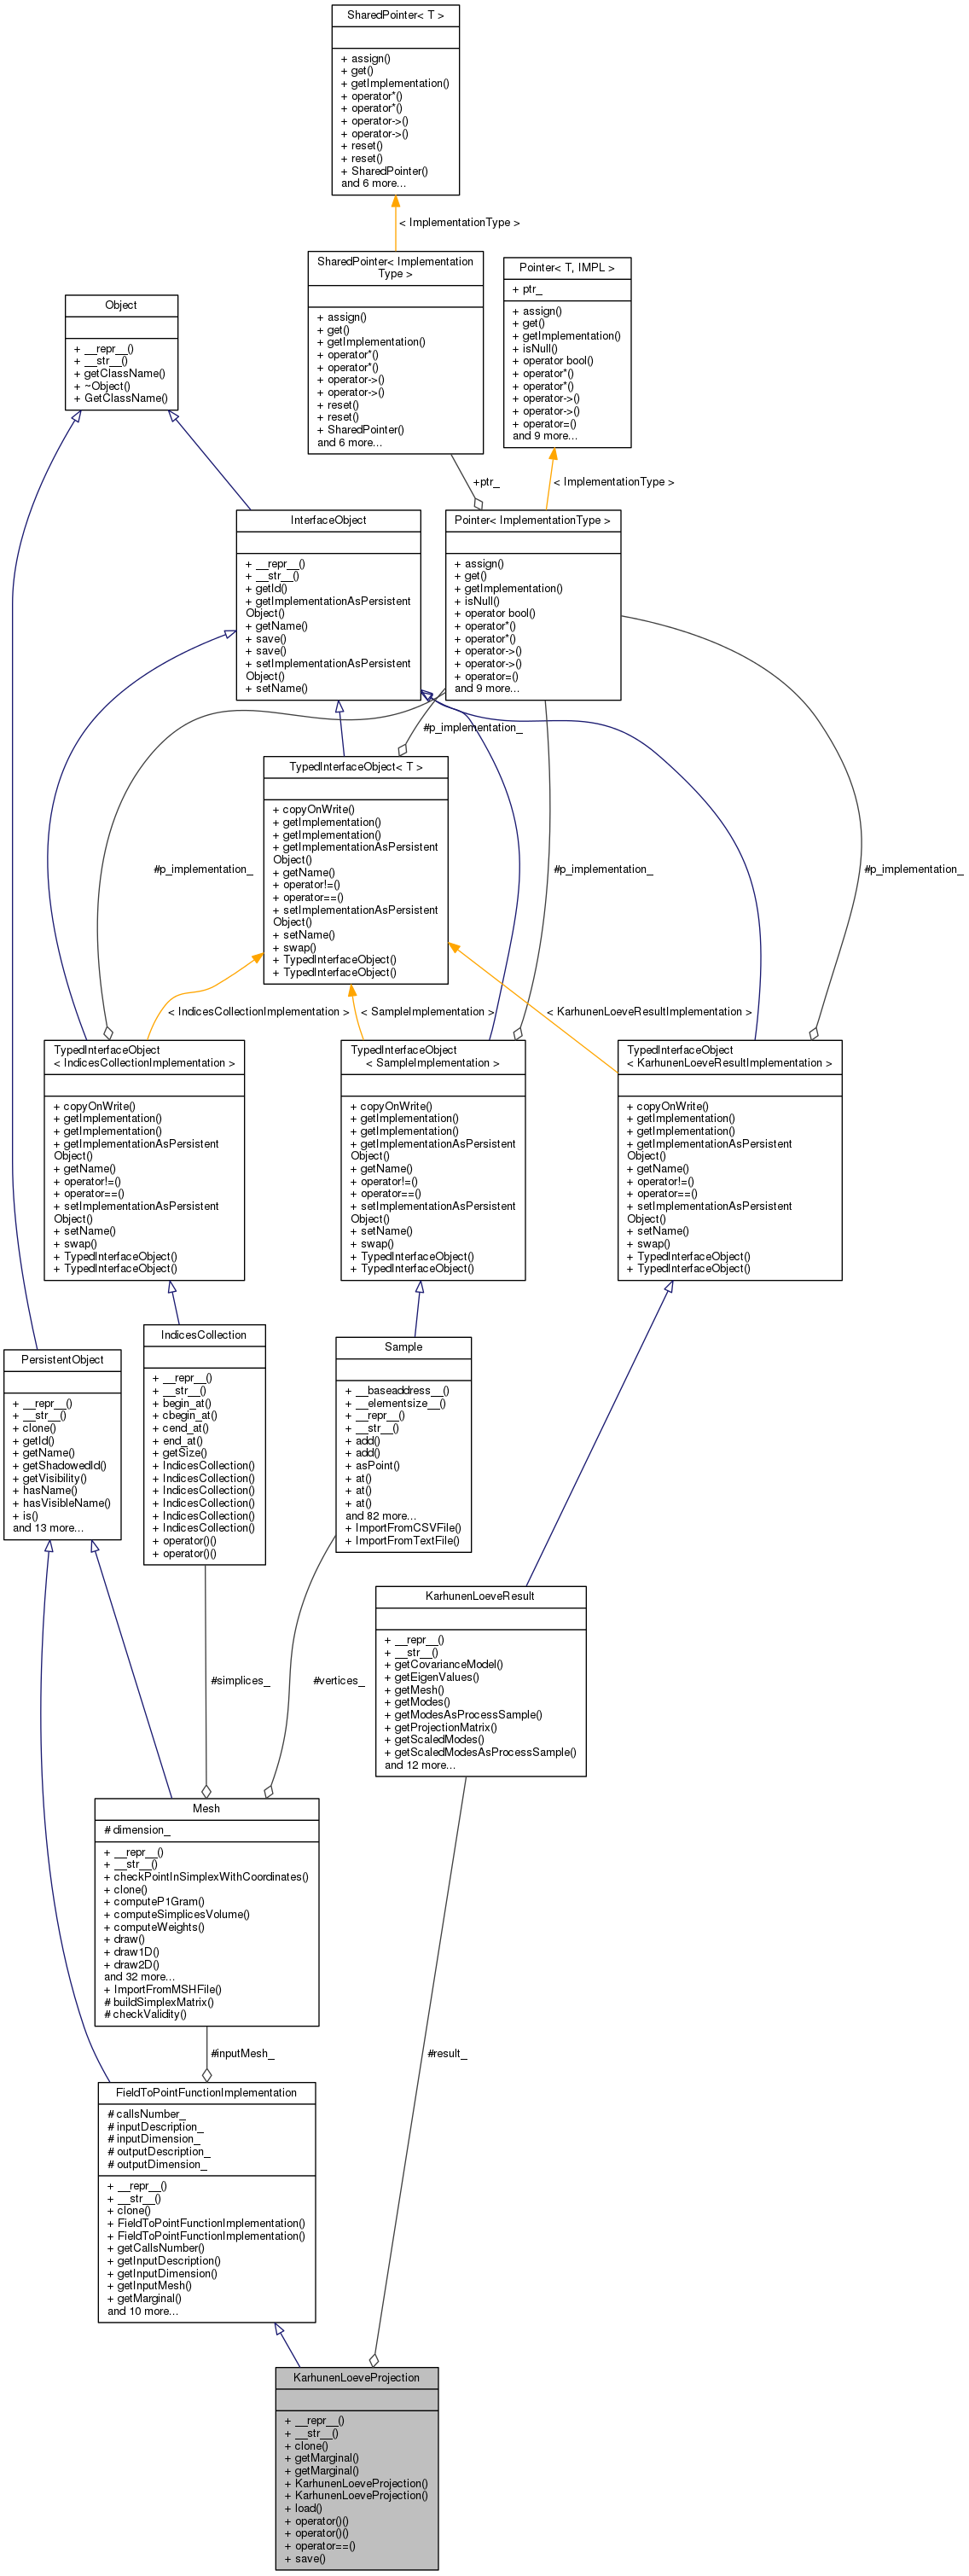 SharedPointer< T >
+ assign()
+ get()
+ getImplementation()
+ operator*()
+ operator*()
+ operator->()
+ operator->()
+ reset()
+ reset()
+ SharedPointer()
and 6 more...
< ImplementationType >
SharedPointer< Implementation
Type >
+ assign()
+ get()
+ getImplementation()
+ operator*()
+ operator*()
+ operator->()
+ operator->()
+ reset()
+ reset()
+ SharedPointer()
and 6 more...
Pointer< T, IMPL >
+ ptr_
+ assign()
+ get()
+ getImplementation()
+ isNull()
+ operator bool()
+ operator*()
+ operator*()
+ operator->()
+ operator->()
+ operator=()
and 9 more...
Object
+ __repr__()
+ __str__()
+ getClassName()
+ ~Object()
+ GetClassName()
+ptr_
< ImplementationType >
InterfaceObject
+ __repr__()
+ __str__()
+ getId()
+ getImplementationAsPersistent
Object()
+ getName()
+ save()
+ save()
+ setImplementationAsPersistent
Object()
+ setName()
Pointer< ImplementationType >
+ assign()
+ get()
+ getImplementation()
+ isNull()
+ operator bool()
+ operator*()
+ operator*()
+ operator->()
+ operator->()
+ operator=()
and 9 more...
#p_implementation_
TypedInterfaceObject< T >
+ copyOnWrite()
+ getImplementation()
+ getImplementation()
+ getImplementationAsPersistent
Object()
+ getName()
+ operator!=()
+ operator==()
+ setImplementationAsPersistent
Object()
+ setName()
+ swap()
+ TypedInterfaceObject()
+ TypedInterfaceObject()
#p_implementation_
#p_implementation_
#p_implementation_
< IndicesCollectionImplementation >
< SampleImplementation >
< KarhunenLoeveResultImplementation >
TypedInterfaceObject
< IndicesCollectionImplementation >
+ copyOnWrite()
+ getImplementation()
+ getImplementation()
+ getImplementationAsPersistent
Object()
+ getName()
+ operator!=()
+ operator==()
+ setImplementationAsPersistent
Object()
+ setName()
+ swap()
+ TypedInterfaceObject()
+ TypedInterfaceObject()
TypedInterfaceObject
< SampleImplementation >
+ copyOnWrite()
+ getImplementation()
+ getImplementation()
+ getImplementationAsPersistent
Object()
+ getName()
+ operator!=()
+ operator==()
+ setImplementationAsPersistent
Object()
+ setName()
+ swap()
+ TypedInterfaceObject()
+ TypedInterfaceObject()
TypedInterfaceObject
< KarhunenLoeveResultImplementation >
+ copyOnWrite()
+ getImplementation()
+ getImplementation()
+ getImplementationAsPersistent
Object()
+ getName()
+ operator!=()
+ operator==()
+ setImplementationAsPersistent
Object()
+ setName()
+ swap()
+ TypedInterfaceObject()
+ TypedInterfaceObject()
PersistentObject
+ __repr__()
+ __str__()
+ clone()
+ getId()
+ getName()
+ getShadowedId()
+ getVisibility()
+ hasName()
+ hasVisibleName()
+ is()
and 13 more...
IndicesCollection
+ __repr__()
+ __str__()
+ begin_at()
+ cbegin_at()
+ cend_at()
+ end_at()
+ getSize()
+ IndicesCollection()
+ IndicesCollection()
+ IndicesCollection()
+ IndicesCollection()
+ IndicesCollection()
+ IndicesCollection()
+ operator()()
+ operator()()
Sample
+ __baseaddress__()
+ __elementsize__()
+ __repr__()
+ __str__()
+ add()
+ add()
+ asPoint()
+ at()
+ at()
+ at()
and 82 more...
+ ImportFromCSVFile()
+ ImportFromTextFile()
KarhunenLoeveResult
+ __repr__()
+ __str__()
+ getCovarianceModel()
+ getEigenValues()
+ getMesh()
+ getModes()
+ getModesAsProcessSample()
+ getProjectionMatrix()
+ getScaledModes()
+ getScaledModesAsProcessSample()
and 12 more...
#simplices_
#vertices_
Mesh
# dimension_
+ __repr__()
+ __str__()
+ checkPointInSimplexWithCoordinates()
+ clone()
+ computeP1Gram()
+ computeSimplicesVolume()
+ computeWeights()
+ draw()
+ draw1D()
+ draw2D()
and 32 more...
+ ImportFromMSHFile()
# buildSimplexMatrix()
# checkValidity()
#inputMesh_
#result_
FieldToPointFunctionImplementation
# callsNumber_
# inputDescription_
# inputDimension_
# outputDescription_
# outputDimension_
+ __repr__()
+ __str__()
+ clone()
+ FieldToPointFunctionImplementation()
+ FieldToPointFunctionImplementation()
+ getCallsNumber()
+ getInputDescription()
+ getInputDimension()
+ getInputMesh()
+ getMarginal()
and 10 more...
KarhunenLoeveProjection
+ __repr__()
+ __str__()
+ clone()
+ getMarginal()
+ getMarginal()
+ KarhunenLoeveProjection()
+ KarhunenLoeveProjection()
+ load()
+ operator()()
+ operator()()
+ operator==()
+ save()